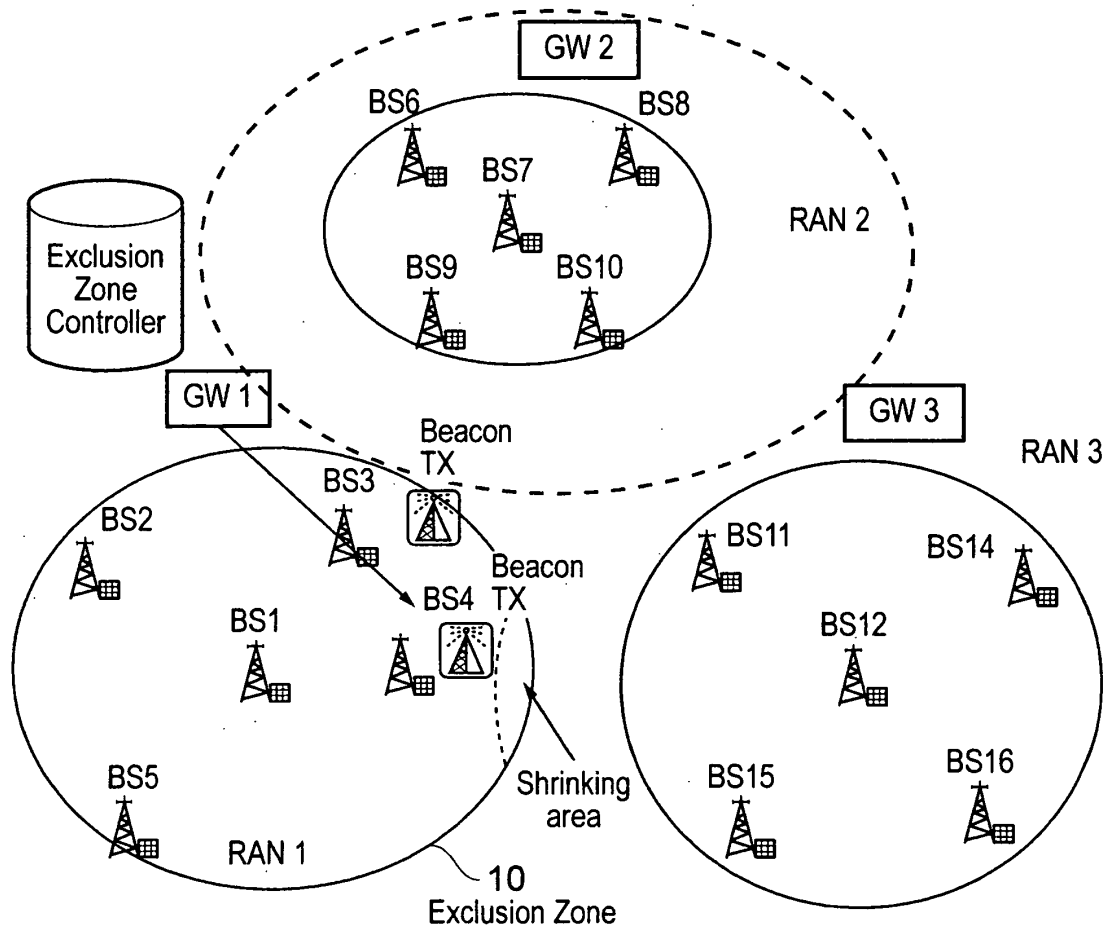 GW 2
BS6
BS8
BS7
RAN 2
Exclusion
Zone
Controller
BS9
BS10
GW 1
GW 3
Beacon
TX
RAN 3
BS3
BS2
BS11
BS14
Beacon
TX
BS4
BS1
BS12
BS5
Shrinking
area
BS15
BS16
RAN 1
10
Exclusion Zone